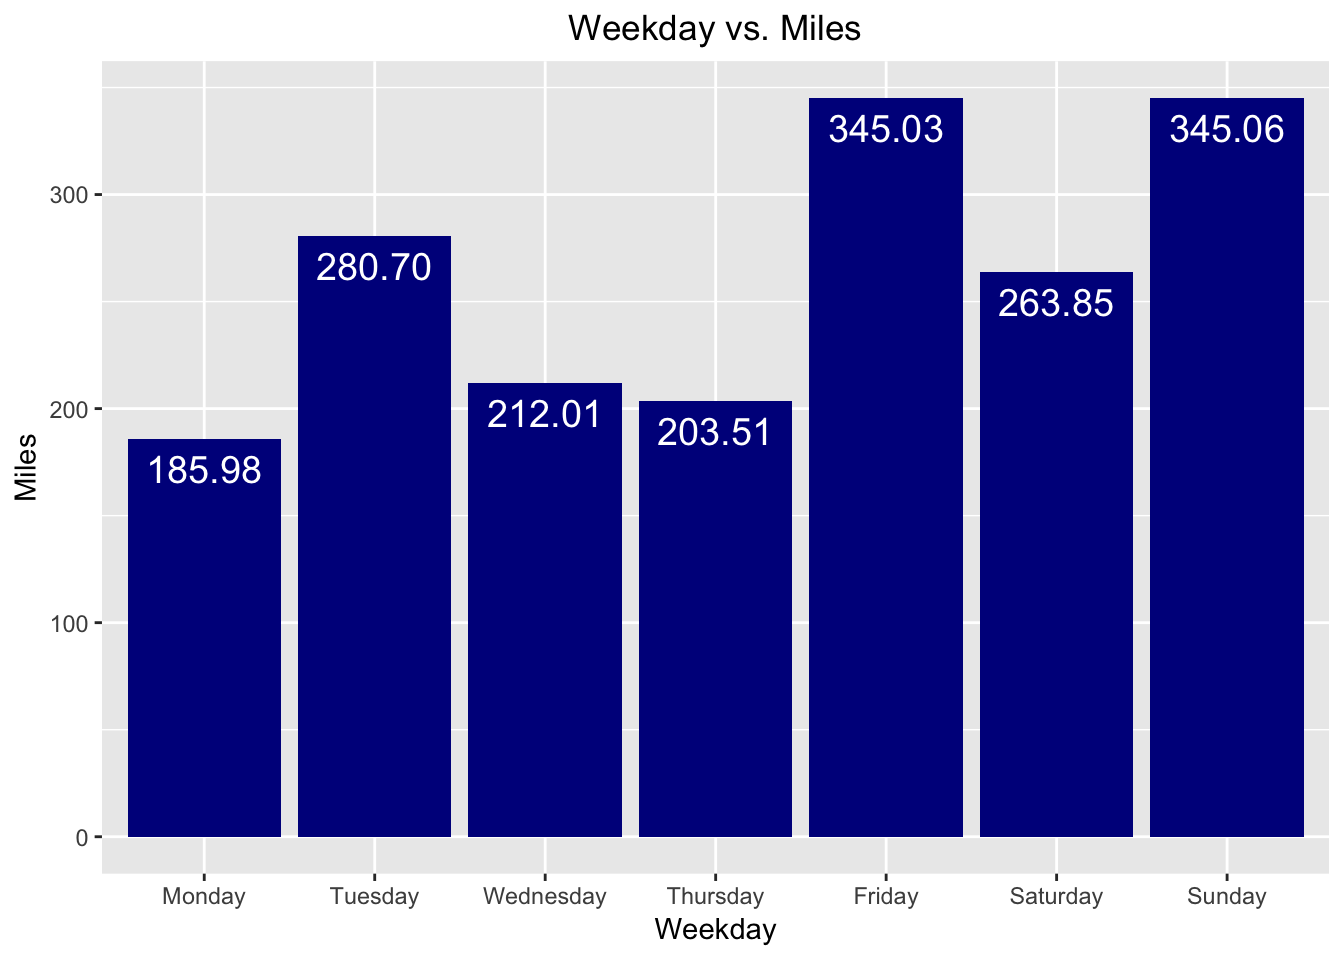 Weekday vs. Miles
345.03 345.06
300
280.70
263.85
212.01
200
203.51
185.98
Miles
100
0
Monday Tuesday Wednesday Thursday Friday Saturday Sunday
Weekday